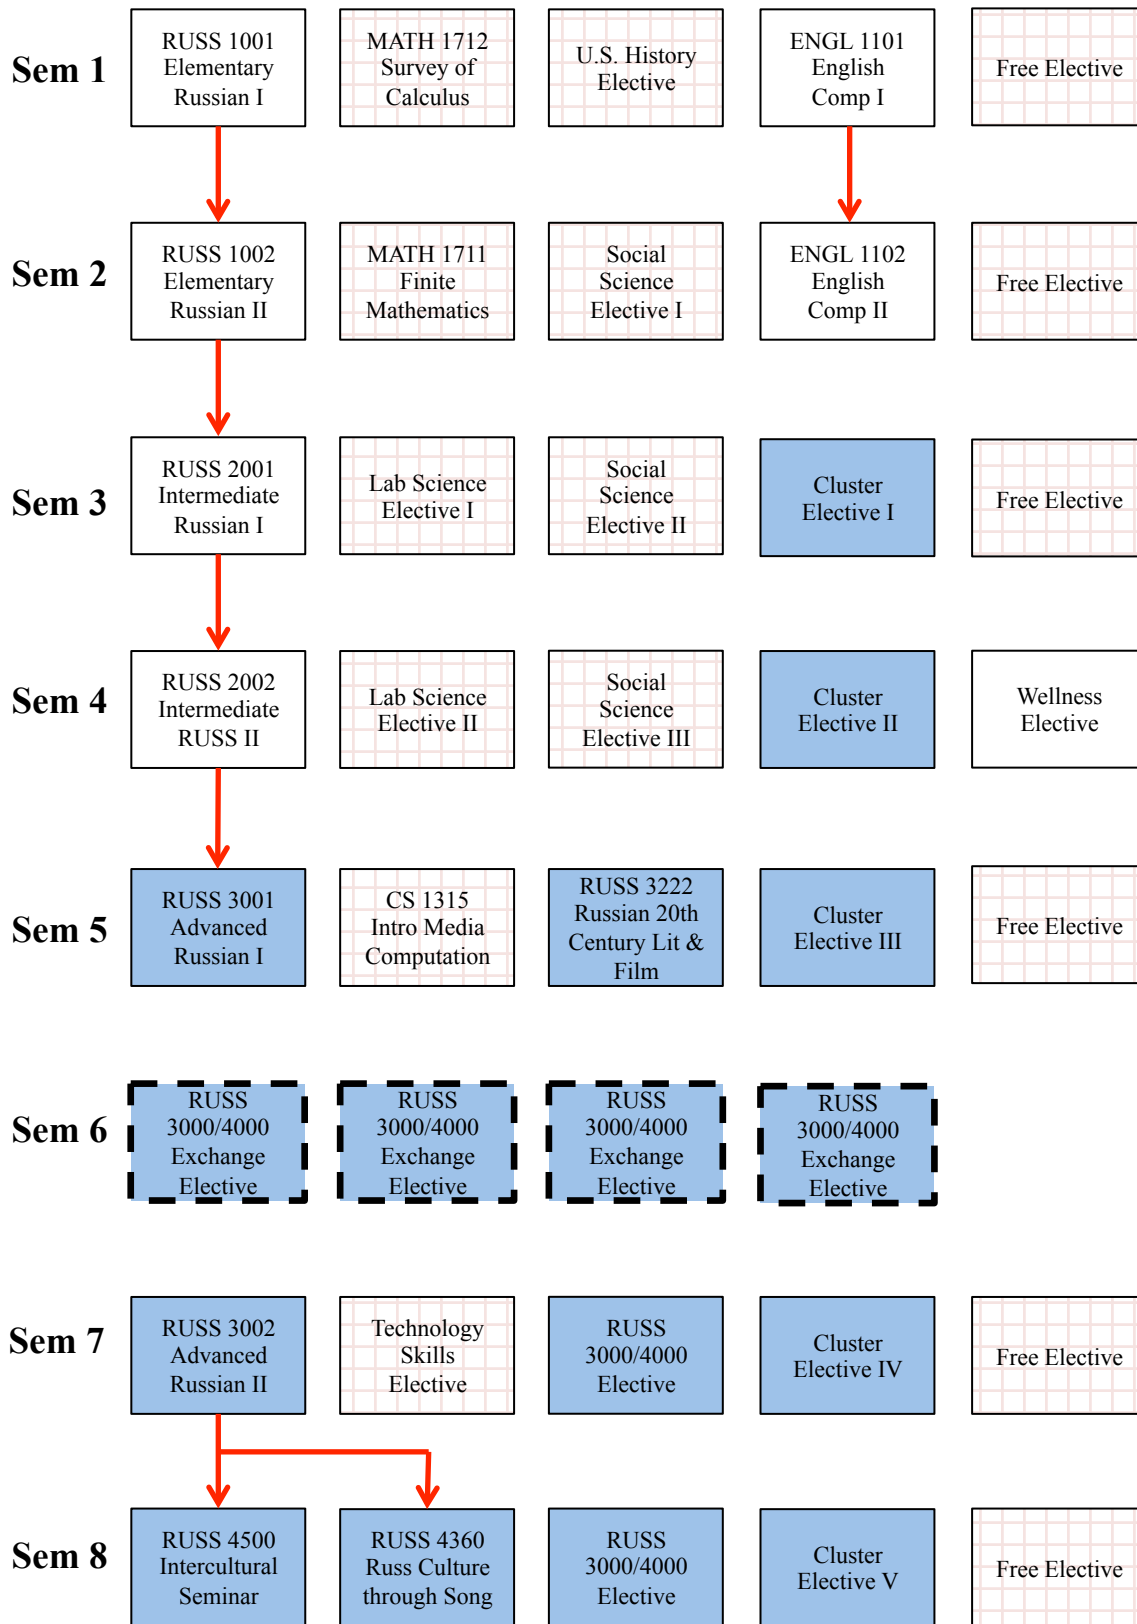 Sem 1
RUSS 1001
Elementary
Russian I
MATH 1712
Survey of
Calculus
U.S. History
Elective
ENGL 1101
English
Comp I
Free Elective
Sem 2
RUSS 1002
Elementary
Russian II
MATH 1711
Finite
Mathematics
Social
Science
Elective I
ENGL 1102
English
Comp II
Free Elective
Sem 3
RUSS 2001
Intermediate
Russian I
Lab Science
Elective I
Social
Science
Elective II
Cluster
Elective I
Free Elective
Sem 4
RUSS 2002
Intermediate
RUSS II
Lab Science
Elective II
Social
Science
Elective III
Cluster
Elective II
Wellness
Elective
Sem 5
RUSS 3001
Advanced
Russian I
CS 1315
Intro Media
Computation
RUSS 3222
Russian 20th
Century Lit &
Film
Cluster
Elective III
Free Elective
Sem 6
RUSS
3000/4000
Exchange
Elective
RUSS
3000/4000
Exchange
Elective
RUSS
3000/4000
Exchange
Elective
RUSS
3000/4000
Exchange
Elective
Sem 7
RUSS 3002
Advanced
Russian II
Technology
Skills
Elective
RUSS
3000/4000
Elective
Cluster
Elective IV
Free Elective
Sem 8
RUSS 4500
Intercultural
Seminar
RUSS 4360
Russ Culture
through Song
RUSS
3000/4000
Elective
Cluster
Elective V
Free Elective